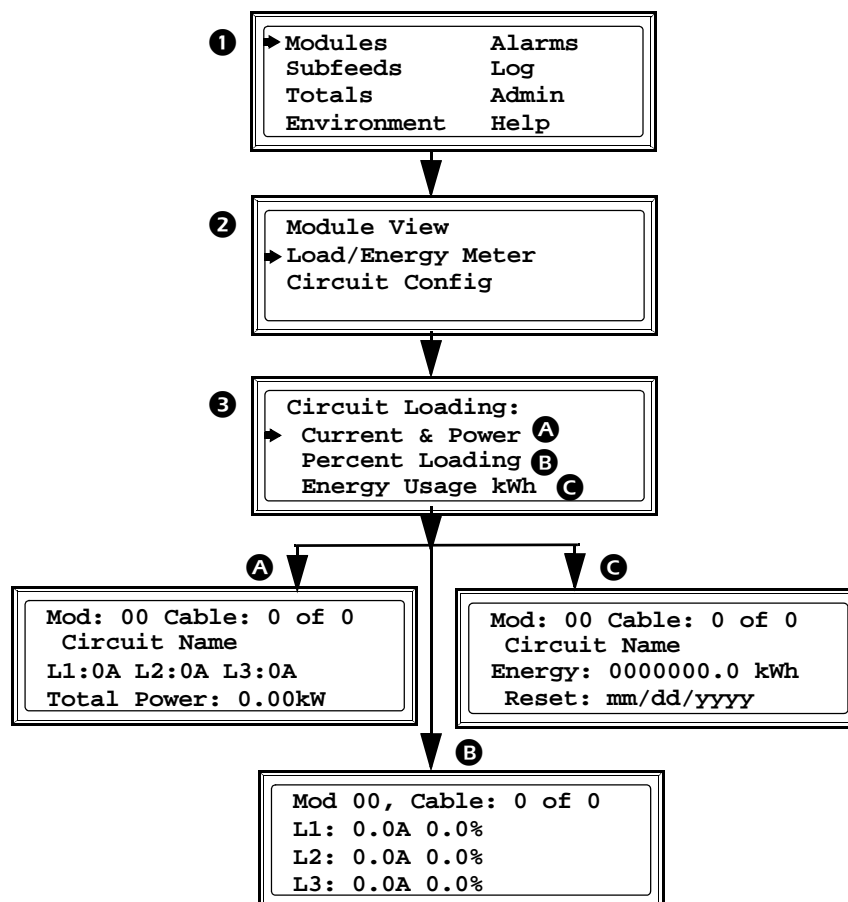 ❶
Modules Alarms
Subfeeds Log
Totals Admin
Environment Help
❷
Module View
Load/Energy Meter
Circuit Config
❸
Circuit Loading:
Current & Power A
Percent Loading B
Energy Usage kWh C
A
Mod: 00 Cable: 0 of 0
Circuit Name
L1:0A L2:0A L3:0A
Total Power: 0.00kW
C
Mod: 00 Cable: 0 of 0
Circuit Name
Energy: 0000000.0 kWh
Reset: mm/dd/yyyy
B
Mod 00, Cable: 0 of 0
L1: 0.0A 0.0%
L2: 0.0A 0.0%
L3: 0.0A 0.0%